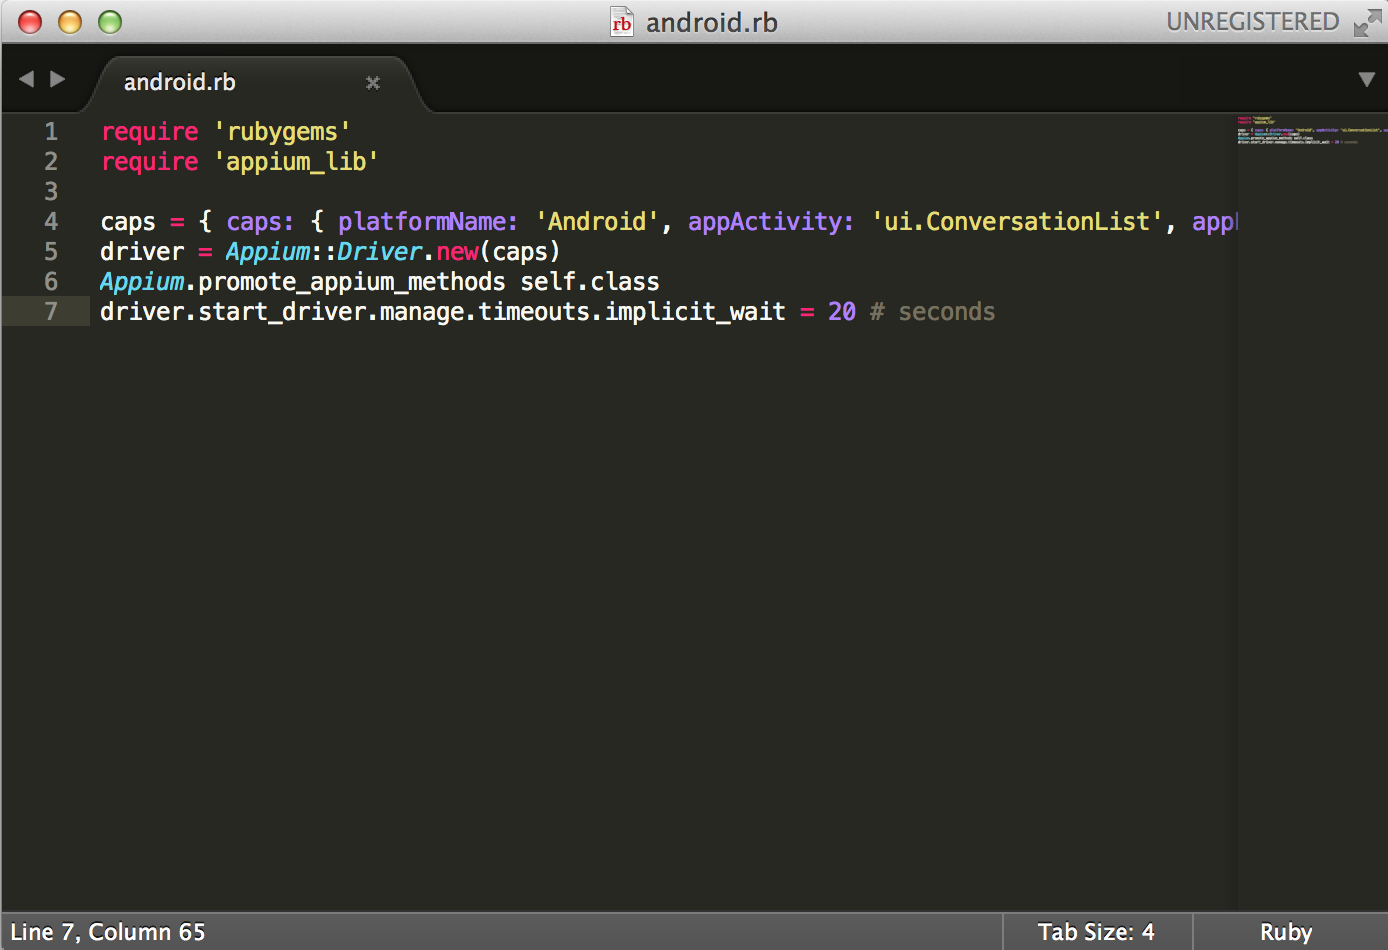 rb android.rb UNREGISTERED
android.rb
1 require 'rubygems'
2 require 'appium_lib'
3
4 caps = { caps: { platformName: 'Android', appActivity: 'ui.ConversationList', app
5 driver = Appium::Driver.new(caps)
6 Appium.promote_appium_methods self.class
7 driver.start_driver.manage.timeouts.implicit_wait = 20 # seconds
Line 7, Column 65 Tab Size: 4 Ruby